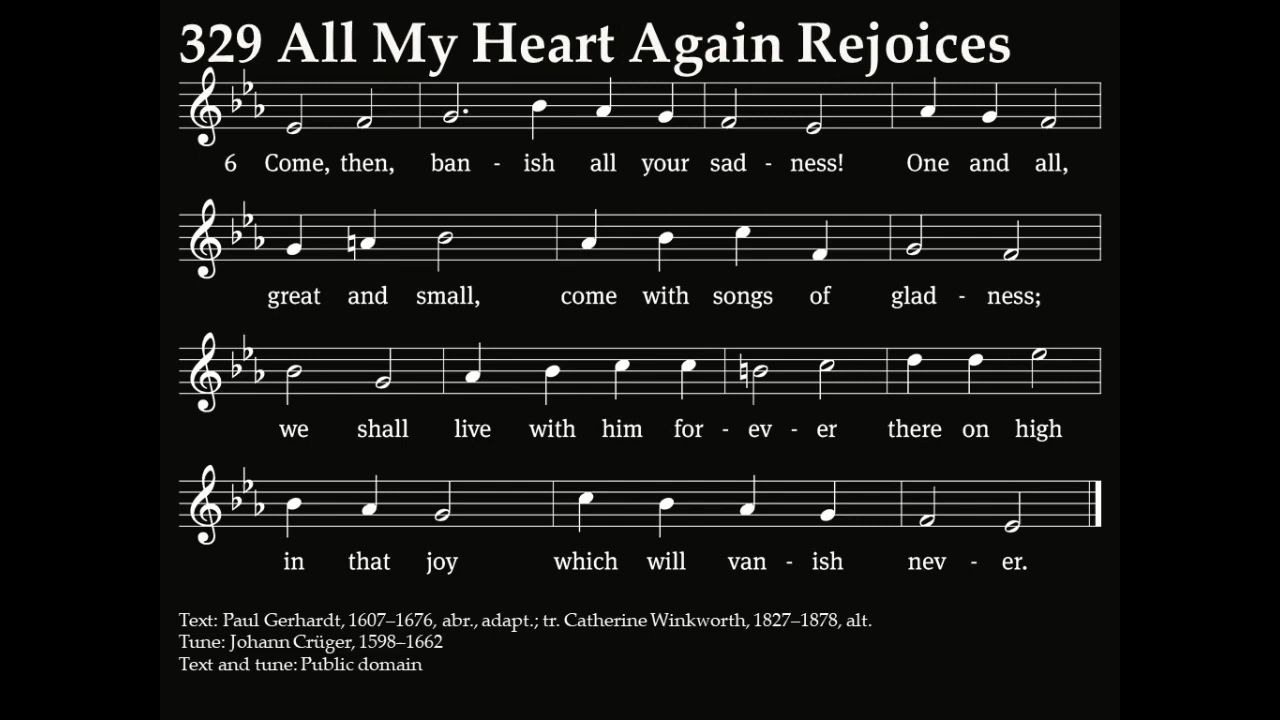 329 All My Heart Again Rejoices
6 Come, then, ban - ish all your sad - ness! One and all,
great and small, come with songs of glad - ness;
we shall live with him for - ev - er there on high
in that joy which will van - ish nev - er.
Text: Paul Gerhardt, 1607–1676, abr., adapt.; tr. Catherine Winkworth, 1827–1878, alt.
Tune: Johann Crüger, 1598–1662
Text and tune: Public domain